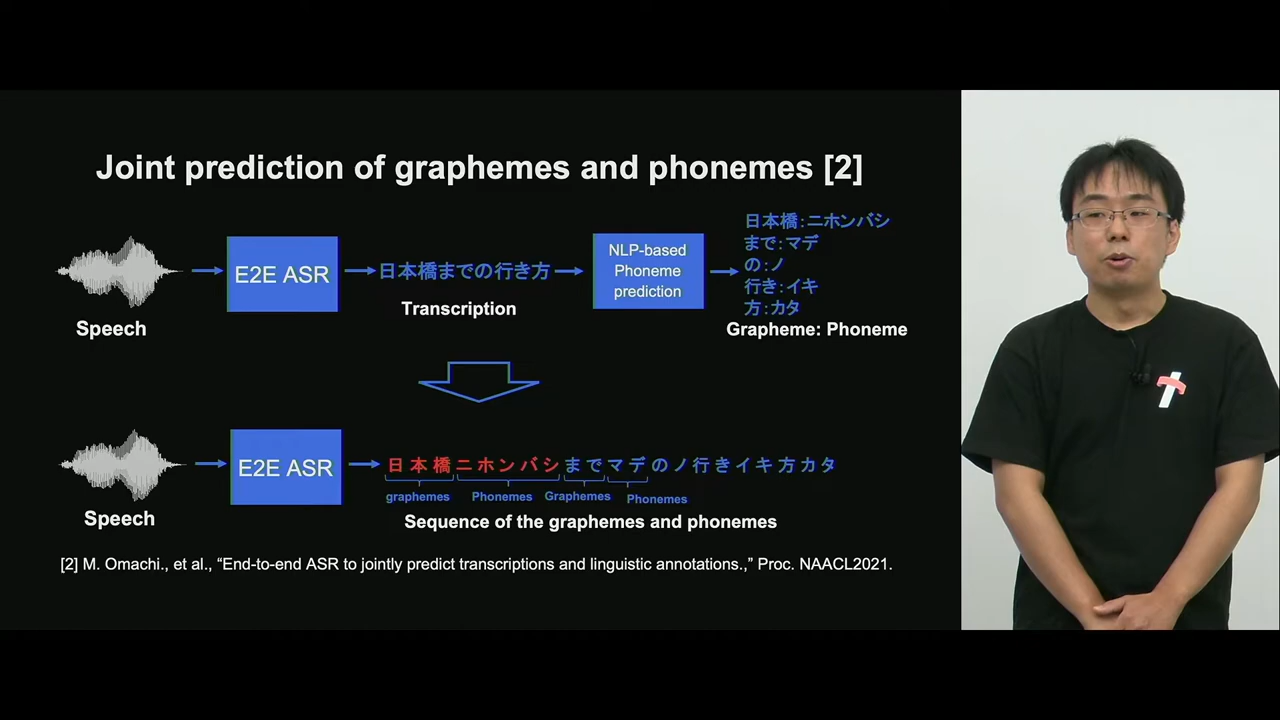 Joint prediction of graphemes and phonemes [2]
Speech
E2E ASR
日本橋までの行き方
Transcription
NLP-based
Phoneme
prediction
日本橋：ニホンバシ
まで：マデ
の：ノ
行き：イキ
方：カタ
Grapheme: Phoneme
Speech
E2E ASR
日本橋ニホンバシまでマデのノ行きイキ方カタ
graphemes Phonemes Graphemes Phonemes
Sequence of the graphemes and phonemes
[2] M. Omachi., et al., “End-to-end ASR to jointly predict transcriptions and linguistic annotations.,” Proc. NAACL2021.